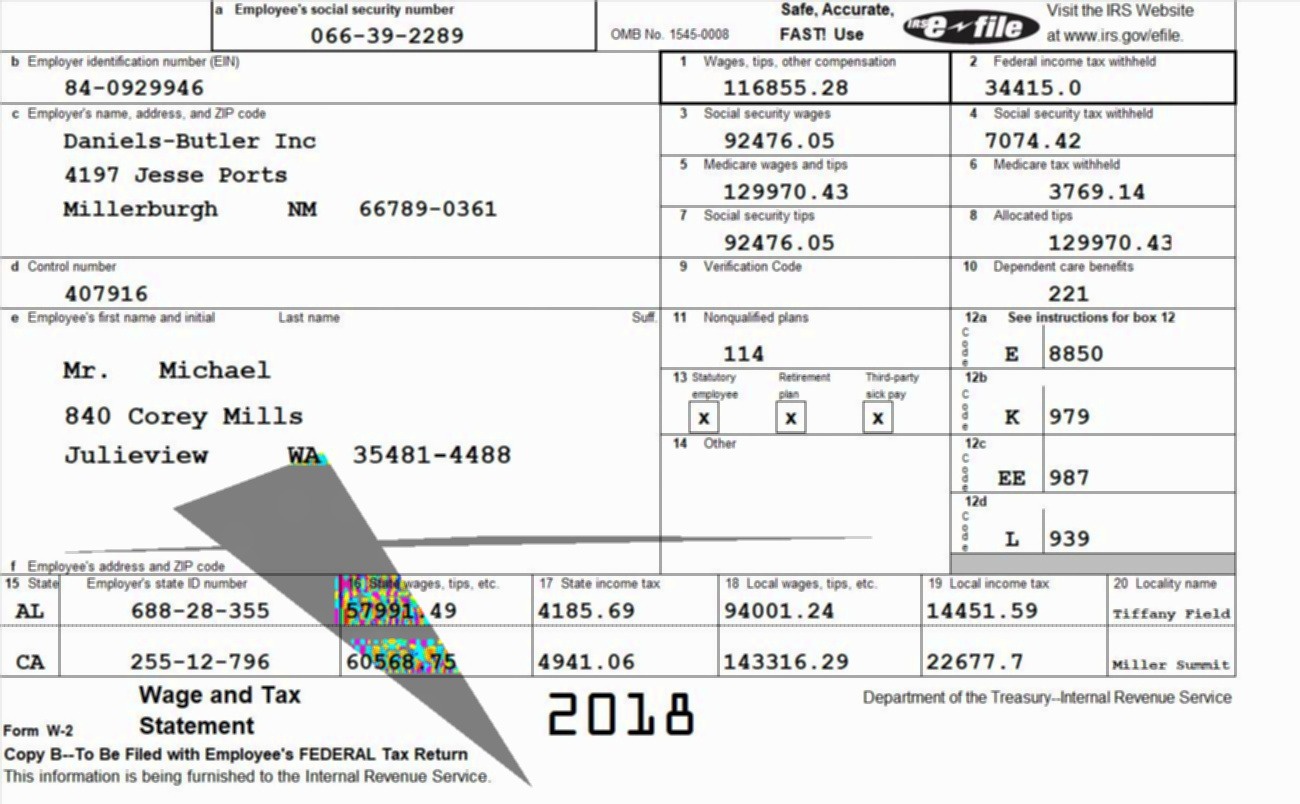 a Employee's social security number
066-39-2289
OMB No. 1545-0008
Safe, Accurate,
FAST! Use
IRS e file
Visit the IRS Website
at www.irs.gov/efile.
b Employer identification number (EIN)
84-0929946
1 Wages, tips, other compensation
116855.28
2 Federal income tax withheld
34415.0
c Employer's name, address, and ZIP code
Daniels-Butler Inc
4197 Jesse Ports
Millerburgh NM 66789-0361
3 Social security wages
92476.05
4 Social security tax withheld
7074.42
5 Medicare wages and tips
129970.43
6 Medicare tax withheld
3769.14
7 Social security tips
92476.05
8 Allocated tips
129970.43
d Control number
407916
9 Verification Code
10 Dependent care benefits
221
e Employee's first name and initial Last name Suff.
Mr. Michael
840 Corey Mills
Julieview WA 35481-4488
11 Nonqualified plans
114
12a See instructions for box 12
Code E 8850
13 Statutory employee
x
Retirement plan
x
Third-party sick pay
x
12b
Code K 979
14 Other
12c
Code EE 987
12d
Code L 939
f Employee's address and ZIP code
15 State Employer's state ID number 16 State wages, tips, etc. 17 State income tax 18 Local wages, tips, etc. 19 Local income tax 20 Locality name
AL 688-28-355 57991.49 4185.69 94001.24 14451.59 Tiffany Field
CA 255-12-796 60568.75 4941.06 143316.29 22677.7 Miller Summit
Form W-2
Wage and Tax
Statement
2018
Department of the Treasury--Internal Revenue Service
Copy B--To Be Filed with Employee's FEDERAL Tax Return
This information is being furnished to the Internal Revenue Service.